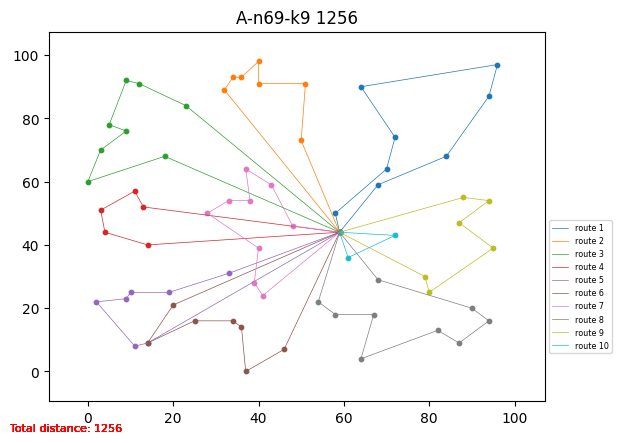 A-n69-k9 1256
100
80
60
40
20
0
0 20 40 60 80 100
route 1
route 2
route 3
route 4
route 5
route 6
route 7
route 8
route 9
route 10
Total distance: 1256